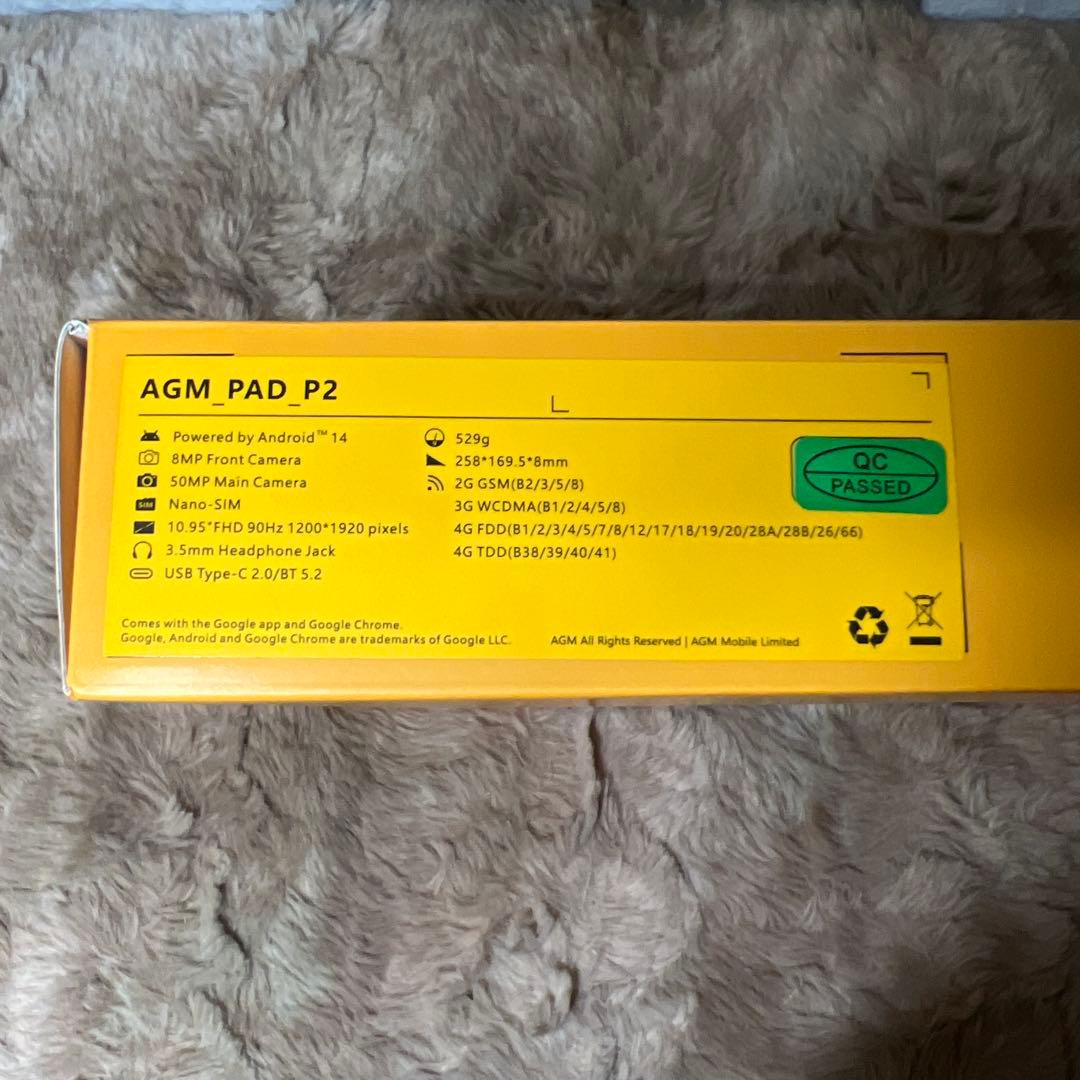 AGM_PAD_P2
Powered by Android™ 14
8MP Front Camera
50MP Main Camera
SIM Nano-SIM
10.95"FHD 90Hz 1200*1920 pixels
3.5mm Headphone Jack
USB Type-C 2.0/BT 5.2
529g
258*169.5*8mm
2G GSM(B2/3/5/8)
3G WCDMA(B1/2/4/5/8)
4G FDD(B1/2/3/4/5/7/8/12/17/18/19/20/28A/28B/26/66)
4G TDD(B38/39/40/41)
QC
PASSED
Comes with the Google app and Google Chrome.
Google, Android and Google Chrome are trademarks of Google LLC.
AGM All Rights Reserved | AGM Mobile Limited